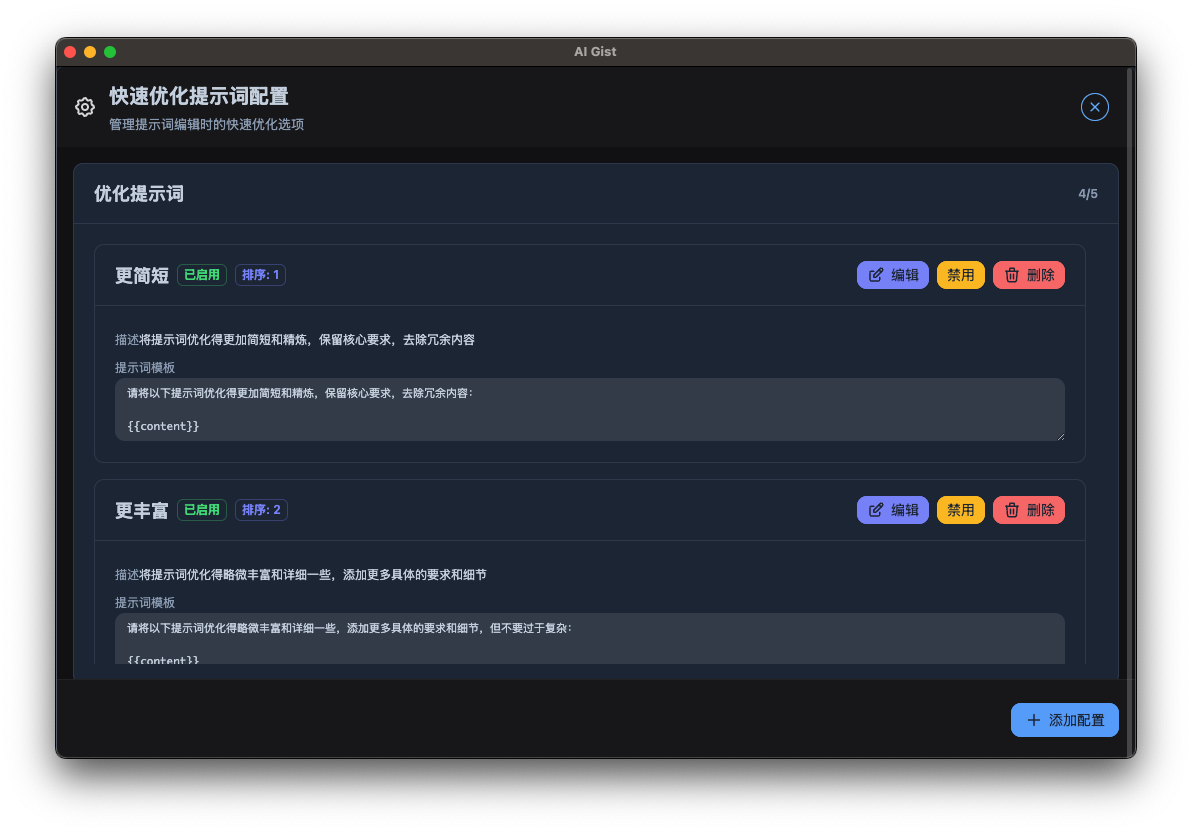 AI Gist
快速优化提示词配置
管理提示词编辑时的快速优化选项
优化提示词
4/5
更简短 已启用 排序: 1 编辑 禁用 删除
描述将提示词优化得更加简短和精炼，保留核心要求，去除冗余内容
提示词模板
请将以下提示词优化得更加简短和精炼，保留核心要求，去除冗余内容：
{{content}}
更丰富 已启用 排序: 2 编辑 禁用 删除
描述将提示词优化得略微丰富和详细一些，添加更多具体的要求和细节
提示词模板
请将以下提示词优化得略微丰富和详细一些，添加更多具体的要求和细节，但不要过于复杂：
{{content}}
添加配置